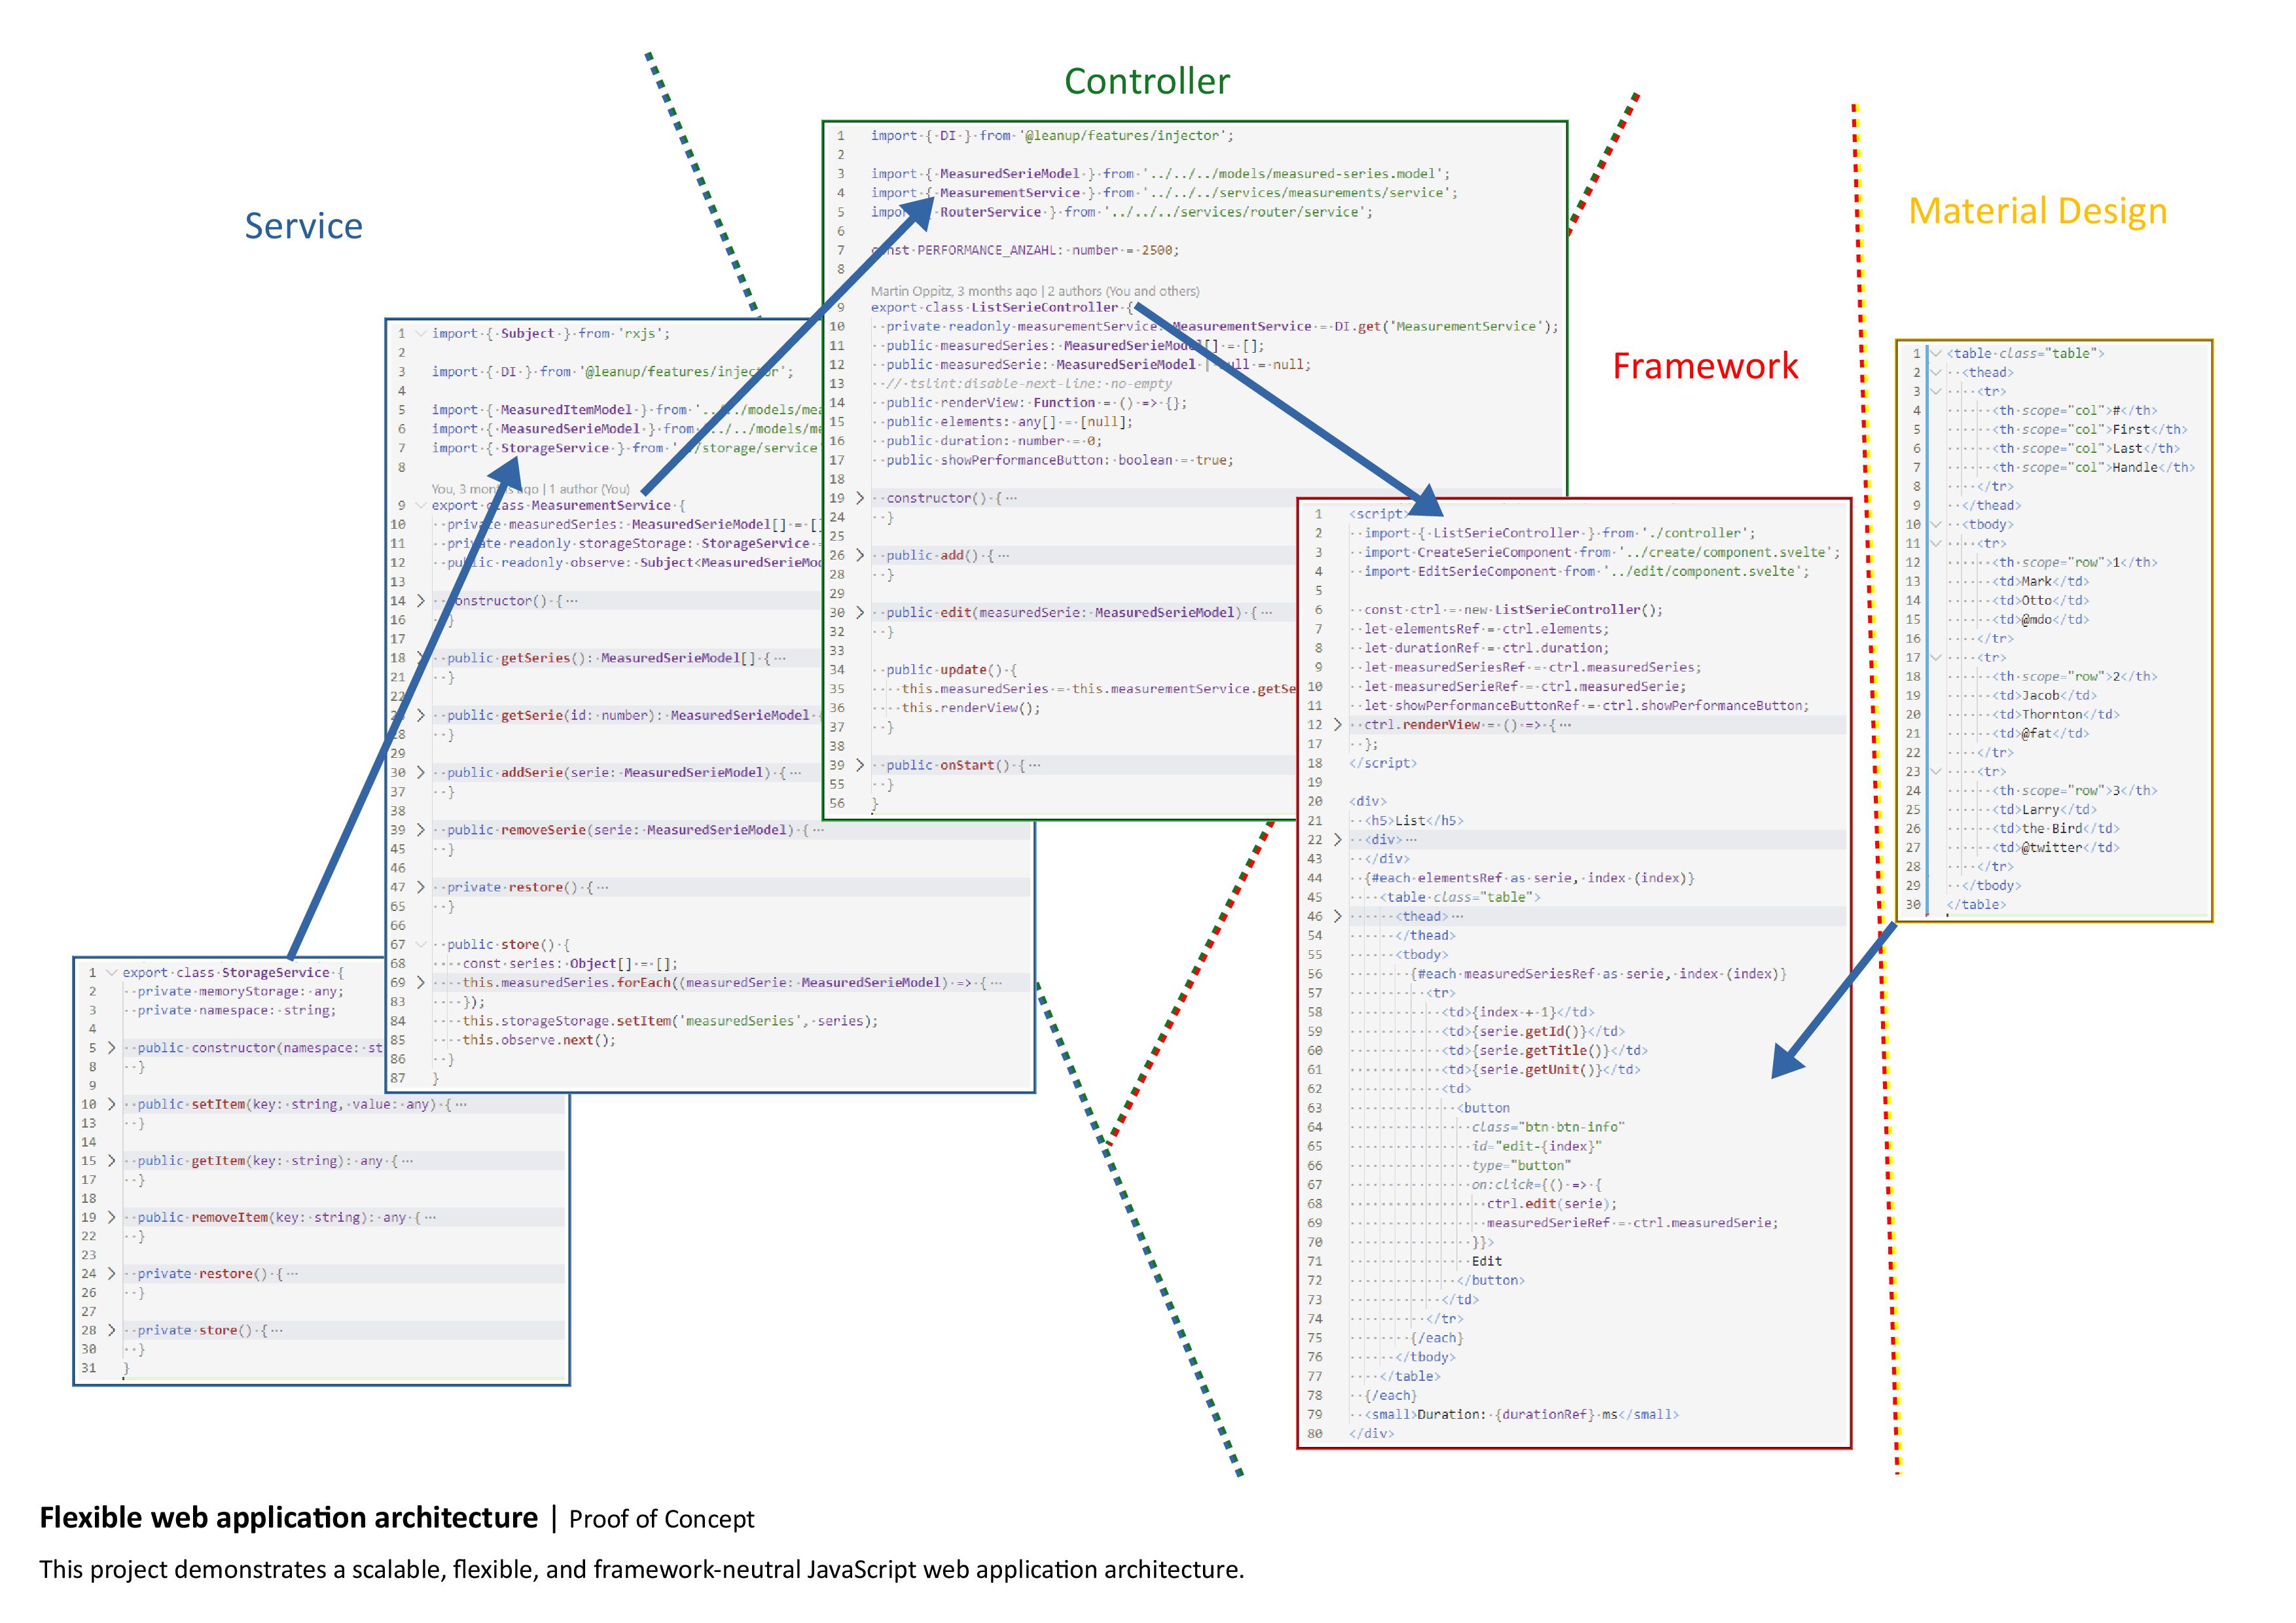 Controller
Service
Material Design
Framework
1 import { DI } from '@leanup/features/injector';
2
3 import { MeasuredSerieModel } from '../../../models/measured-series.model';
4 import { MeasurementService } from '../../../services/measurements/service';
5 import { RouterService } from '../../../services/router/service';
6
7 const PERFORMANCE_ANZAHL: number = 2500;
8
Martin Oppitz, 3 months ago | 2 authors (You and others)
9 export class ListSerieController {
10 private readonly measurementService: MeasurementService = DI.get('MeasurementService');
11 public measuredSeries: MeasuredSerieModel[] = [];
12 public measuredSerie: MeasuredSerieModel | null = null;
13 // tslint:disable-next-line: no-empty
14 public renderView: Function = () => {};
15 public elements: any[] = [null];
16 public duration: number = 0;
17 public showPerformanceButton: boolean = true;
18
19 constructor() { …
24 }
25
26 public add() { …
28 }
29
30 public edit(measuredSerie: MeasuredSerieModel) { …
32 }
33
34 public update() {
35 this.measuredSeries = this.measurementService.getSe
36 this.renderView();
37 }
38
39 public onStart() { …
55 }
56 }
1 import { Subject } from 'rxjs';
2
3 import { DI } from '@leanup/features/injector';
4
5 import { MeasuredItemModel } from '../../models/mea
6 import { MeasuredSerieModel } from '../../models/me
7 import { StorageService } from '../storage/service
8
You, 3 months ago | 1 author (You)
9 export class MeasurementService {
10 private measuredSeries: MeasuredSerieModel[] = []
11 private readonly storageStorage: StorageService =
12 public readonly observe: Subject<MeasuredSerieMod
13
14 constructor() { …
16 }
17
18 public getSeries(): MeasuredSerieModel[] { …
21 }
22
23 public getSerie(id: number): MeasuredSerieModel {
28 }
29
30 public addSerie(serie: MeasuredSerieModel) { …
37 }
38
39 public removeSerie(serie: MeasuredSerieModel) { …
45 }
46
47 private restore() { …
65 }
66
67 public store() {
68 const series: Object[] = [];
69 this.measuredSeries.forEach((measuredSerie: MeasuredSerieModel) => { …
83 });
84 this.storageStorage.setItem('measuredSeries', series);
85 this.observe.next();
86 }
87 }
1 export class StorageService {
2 private memoryStorage: any;
3 private namespace: string;
4
5 public constructor(namespace: st
8 }
9
10 public setItem(key: string, value: any) { …
13 }
14
15 public getItem(key: string): any { …
17 }
18
19 public removeItem(key: string): any { …
22 }
23
24 private restore() { …
26 }
27
28 private store() { …
30 }
31 }
1 <script>
2 import { ListSerieController } from './controller';
3 import CreateSerieComponent from '../create/component.svelte';
4 import EditSerieComponent from '../edit/component.svelte';
5
6 const ctrl = new ListSerieController();
7 let elementsRef = ctrl.elements;
8 let durationRef = ctrl.duration;
9 let measuredSeriesRef = ctrl.measuredSeries;
10 let measuredSerieRef = ctrl.measuredSerie;
11 let showPerformanceButtonRef = ctrl.showPerformanceButton;
12 ctrl.renderView = () => { …
17 };
18 </script>
19
20 <div>
21 <h5>List</h5>
22 <div> …
43 </div>
44 {#each elementsRef as serie, index (index)}
45 <table class="table">
46 <thead> …
54 </thead>
55 <tbody>
56 {#each measuredSeriesRef as serie, index (index)}
57 <tr>
58 <td>{index + 1}</td>
59 <td>{serie.getId()}</td>
60 <td>{serie.getTitle()}</td>
61 <td>{serie.getUnit()}</td>
62 <td>
63 <button
64 class="btn btn-info"
65 id="edit-{index}"
66 type="button"
67 on:click={() => {
68 ctrl.edit(serie);
69 measuredSerieRef = ctrl.measuredSerie;
70 }}>
71 Edit
72 </button>
73 </td>
74 </tr>
75 {/each}
76 </tbody>
77 </table>
78 {/each}
79 <small>Duration: {durationRef} ms</small>
80 </div>
1 <table class="table">
2 <thead>
3 <tr>
4 <th scope="col">#</th>
5 <th scope="col">First</th>
6 <th scope="col">Last</th>
7 <th scope="col">Handle</th>
8 </tr>
9 </thead>
10 <tbody>
11 <tr>
12 <th scope="row">1</th>
13 <td>Mark</td>
14 <td>Otto</td>
15 <td>@mdo</td>
16 </tr>
17 <tr>
18 <th scope="row">2</th>
19 <td>Jacob</td>
20 <td>Thornton</td>
21 <td>@fat</td>
22 </tr>
23 <tr>
24 <th scope="row">3</th>
25 <td>Larry</td>
26 <td>the Bird</td>
27 <td>@twitter</td>
28 </tr>
29 </tbody>
30 </table>
Flexible web application architecture | Proof of Concept
This project demonstrates a scalable, flexible, and framework-neutral JavaScript web application architecture.